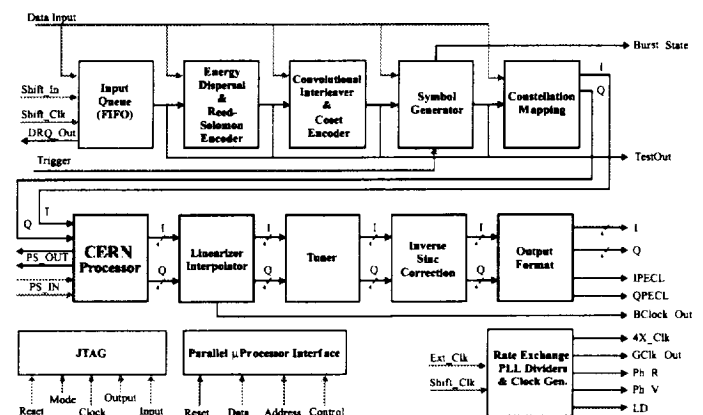 Data Input
Burst_State
Shift_In
Shift_Clk
DRQ_Out
Trigger
Input
Queue
(FIFO)
Energy
Dispersal
&
Reed-
Solomon
Encoder
Convolutional
Interleaver
&
Coset
Encoder
Symbol
Generator
Constellation
Mapping
I
Q
TestOut
I
Q
PS_OUT
PS_IN
CERN
Processor
I
Q
Linearizer
Interpolator
I
Q
Tuner
I
Q
Inverse
Sinc
Correction
I
Q
Output
Format
I
Q
IPECL
QPECL
BClock_Out
JTAG
Reset
Mode
Clock
Output
Input
Parallel μProcessor Interface
Reset
Data
Address
Control
Ext_Clk
Shift_Clk
Rate Exchange
PLL Dividers
& Clock Gen.
4X_Clk
GClk_Out
Ph_R
Ph_V
LD